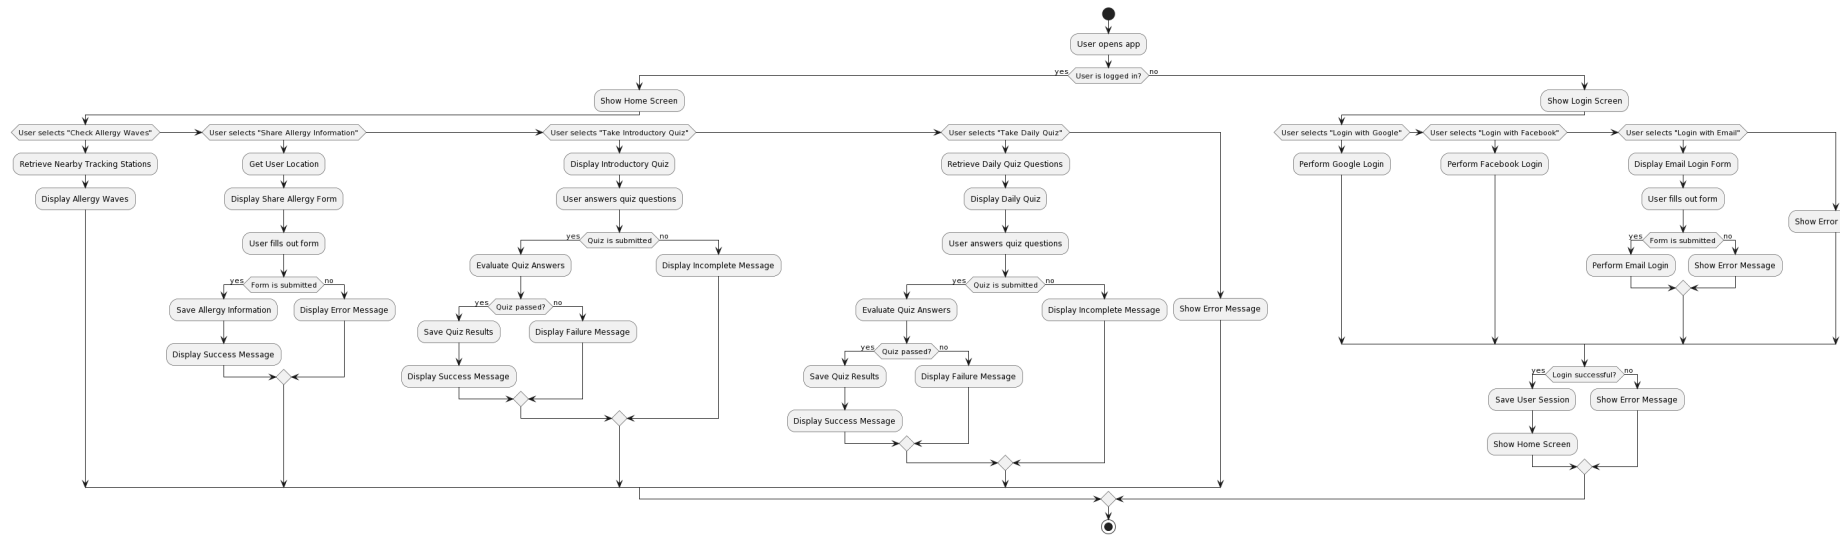 User opens app
yes
User is logged in?
no
Show Home Screen
Show Login Screen
User selects "Check Allergy Waves"
User selects "Share Allergy Information"
User selects "Take Introductory Quiz"
User selects "Take Daily Quiz"
User selects "Login with Google"
User selects "Login with Facebook"
User selects "Login with Email"
Retrieve Nearby Tracking Stations
Display Allergy Waves
Get User Location
Display Share Allergy Form
User fills out form
yes
Form is submitted
no
Save Allergy Information
Display Error Message
Display Success Message
Display Introductory Quiz
User answers quiz questions
yes
Quiz is submitted
no
Evaluate Quiz Answers
Display Incomplete Message
yes
Quiz passed?
no
Save Quiz Results
Display Failure Message
Display Success Message
Retrieve Daily Quiz Questions
Display Daily Quiz
User answers quiz questions
yes
Quiz is submitted
no
Evaluate Quiz Answers
Display Incomplete Message
yes
Quiz passed?
no
Save Quiz Results
Display Failure Message
Display Success Message
Show Error Message
Perform Google Login
Perform Facebook Login
Display Email Login Form
User fills out form
yes
Form is submitted
no
Perform Email Login
Show Error Message
Show Error
yes
Login successful?
no
Save User Session
Show Error Message
Show Home Screen